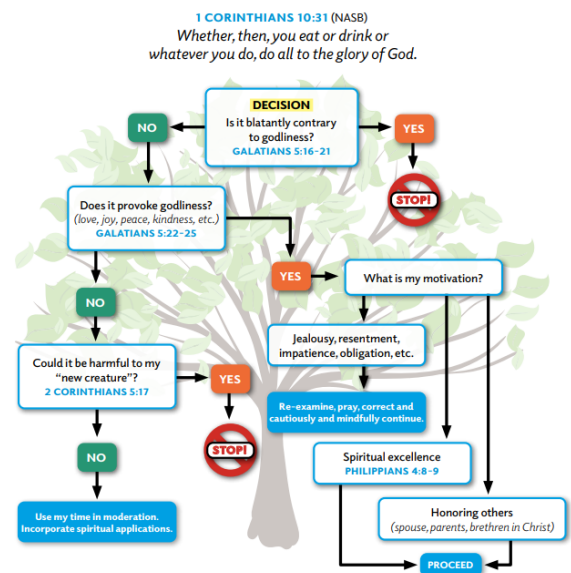 1 CORINTHIANS 10:31 (NASB)
Whether, then, you eat or drink or
whatever you do, do all to the glory of God.
DECISION
Is it blatantly contrary
to godliness?
GALATIANS 5:16–21
NO
YES
STOP!
Does it provoke godliness?
(love, joy, peace, kindness, etc.)
GALATIANS 5:22–25
YES
What is my motivation?
NO
Jealousy, resentment,
impatience, obligation, etc.
Could it be harmful to my
“new creature”?
2 CORINTHIANS 5:17
YES
Re-examine, pray, correct and
cautiously and mindfully continue.
STOP!
NO
Spiritual excellence
PHILIPPIANS 4:8–9
Use my time in moderation.
Incorporate spiritual applications.
Honoring others
(spouse, parents, brethren in Christ)
PROCEED